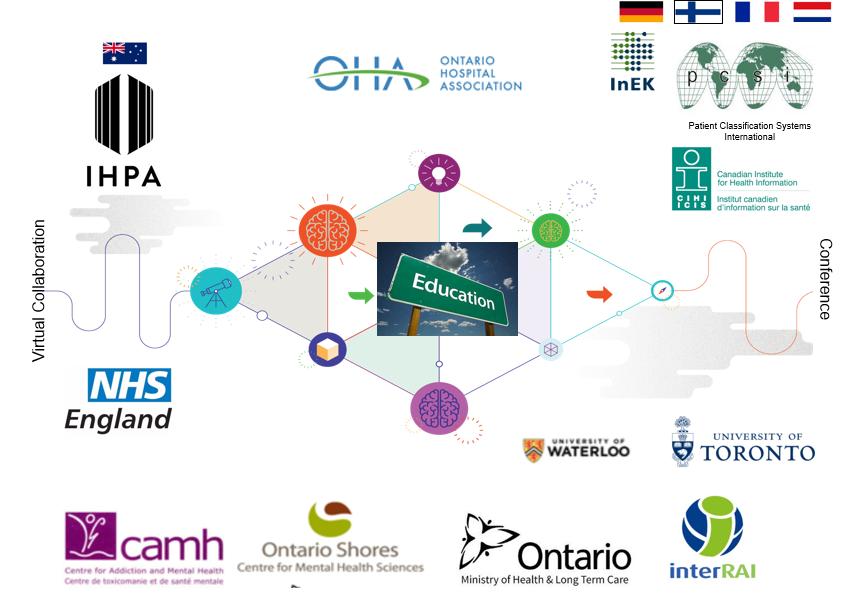 OHA
ONTARIO
HOSPITAL
ASSOCIATION
InEK
p c s i
Patient Classification Systems
International
IHPA
CIHI
ICIS
Canadian Institute
for Health Information
Institut canadien
d'information sur la santé
Virtual Collaboration
Education
Conference
NHS
England
UNIVERSITY OF
WATERLOO
UNIVERSITY OF
TORONTO
camh
Centre for Addiction and Mental Health
Centre de toxicomanie et de santé mentale
Ontario Shores
Centre for Mental Health Sciences
Ontario
Ministry of Health & Long Term Care
interRAI